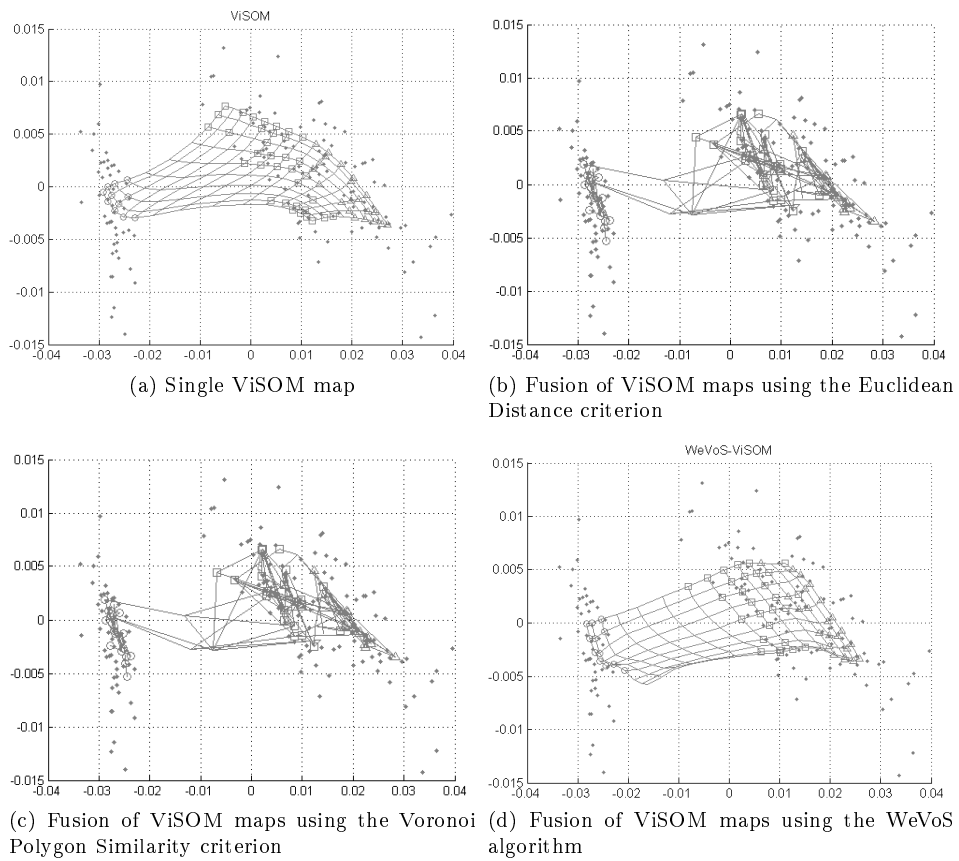 ViSOM
0.015
0.01
0.005
0
-0.005
-0.01
-0.015
-0.04 -0.03 -0.02 -0.01 0 0.01 0.02 0.03 0.04
(a) Single ViSOM map
0.015
0.01
0.005
0
-0.005
-0.01
-0.015
-0.04 -0.03 -0.02 -0.01 0 0.01 0.02 0.03 0.04
(b) Fusion of ViSOM maps using the Euclidean
Distance criterion
0.015
0.01
0.005
0
-0.005
-0.01
-0.015
-0.04 -0.03 -0.02 -0.01 0 0.01 0.02 0.03 0.04
(c) Fusion of ViSOM maps using the Voronoi
Polygon Similarity criterion
WeVoS-ViSOM
0.015
0.01
0.005
0
-0.005
-0.01
-0.015
-0.04 -0.03 -0.02 -0.01 0 0.01 0.02 0.03 0.04
(d) Fusion of ViSOM maps using the WeVoS
algorithm